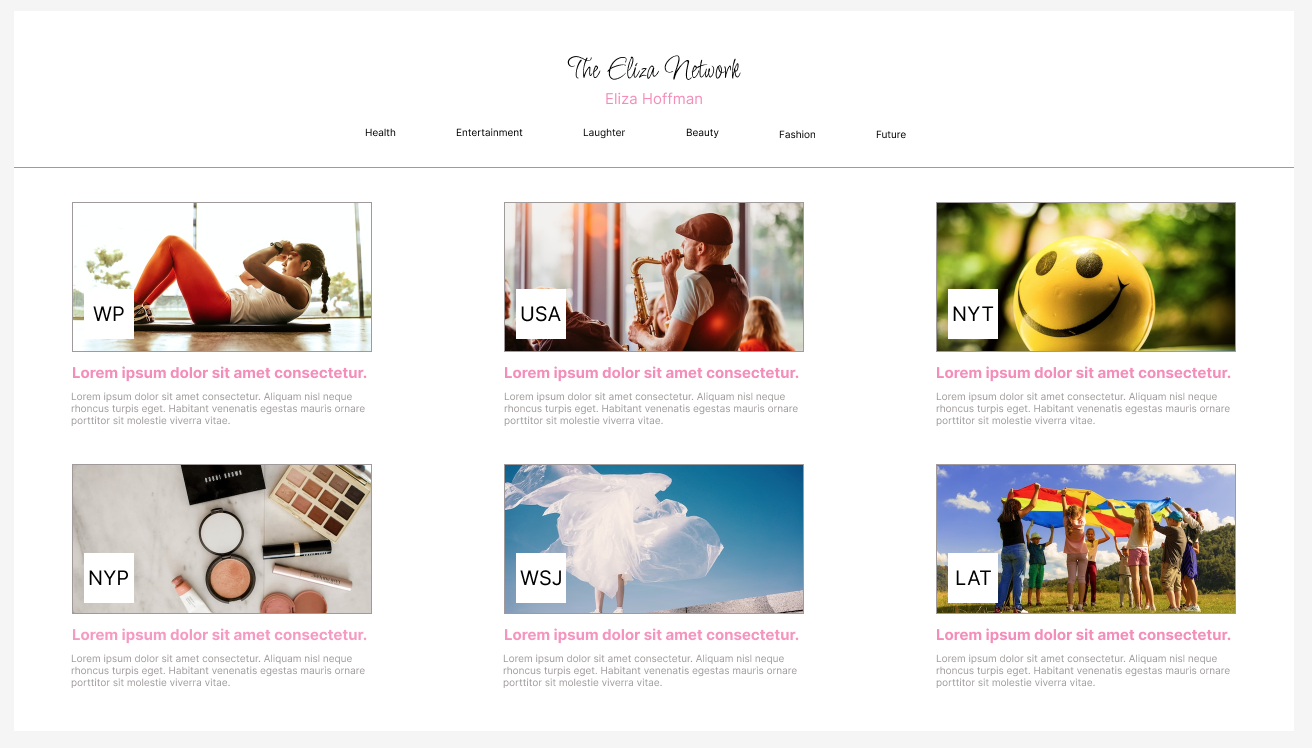 The Eliza Network
Eliza Hoffman
Health Entertainment Laughter Beauty Fashion Future
WP
USA
NYT
Lorem ipsum dolor sit amet consectetur.
Lorem ipsum dolor sit amet consectetur. Aliquam nisl neque
rhoncus turpis eget. Habitant venenatis egestas mauris ornare
porttitor sit molestie viverra vitae.
Lorem ipsum dolor sit amet consectetur.
Lorem ipsum dolor sit amet consectetur. Aliquam nisl neque
rhoncus turpis eget. Habitant venenatis egestas mauris ornare
porttitor sit molestie viverra vitae.
Lorem ipsum dolor sit amet consectetur.
Lorem ipsum dolor sit amet consectetur. Aliquam nisl neque
rhoncus turpis eget. Habitant venenatis egestas mauris ornare
porttitor sit molestie viverra vitae.
BOBBI BROWN
NYP
WSJ
LAT
Lorem ipsum dolor sit amet consectetur.
Lorem ipsum dolor sit amet consectetur. Aliquam nisl neque
rhoncus turpis eget. Habitant venenatis egestas mauris ornare
porttitor sit molestie viverra vitae.
Lorem ipsum dolor sit amet consectetur.
Lorem ipsum dolor sit amet consectetur. Aliquam nisl neque
rhoncus turpis eget. Habitant venenatis egestas mauris ornare
porttitor sit molestie viverra vitae.
Lorem ipsum dolor sit amet consectetur.
Lorem ipsum dolor sit amet consectetur. Aliquam nisl neque
rhoncus turpis eget. Habitant venenatis egestas mauris ornare
porttitor sit molestie viverra vitae.